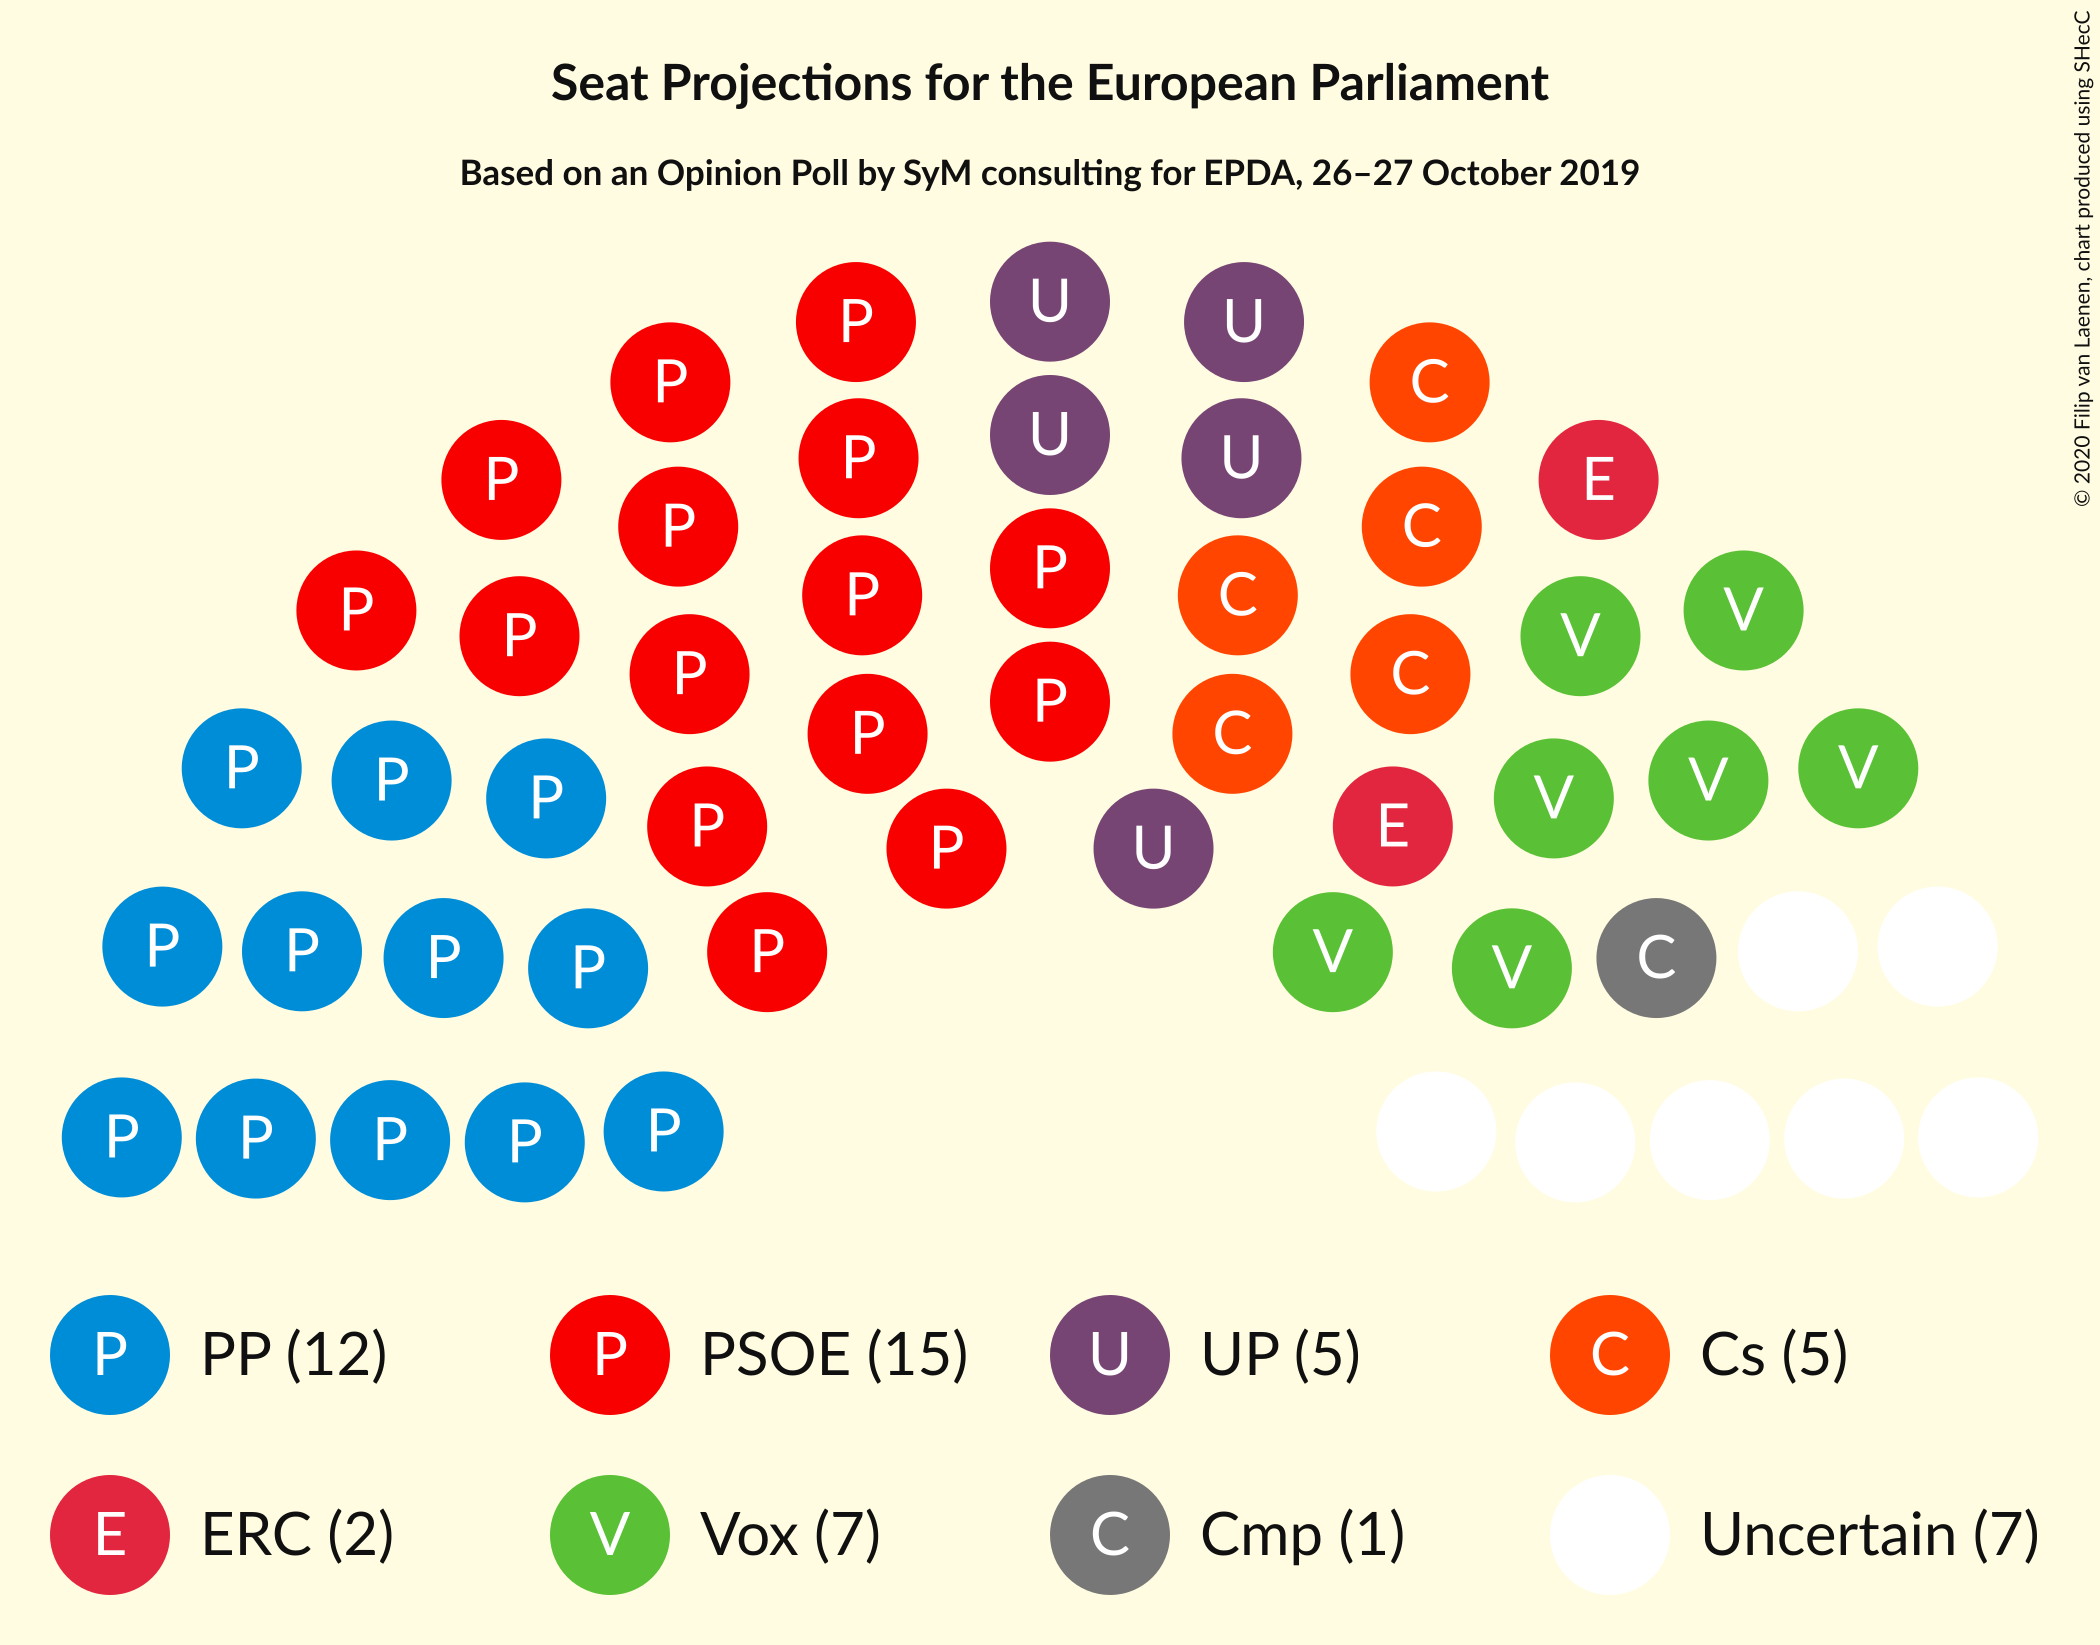 Seat Projections for the European Parliament
Based on an Opinion Poll by SyM consulting for EPDA, 26–27 October 2019
© 2020 Filip van Laenen, chart produced using SHecC
U
P U
P C
U
P U
P E
P C
P
P C
P V
P V
P C
P
P C
P V
P P V
P V
P E
P U
P P
P P V
V C
P V
P P
P P P
P PP (12) P PSOE (15) U UP (5) C Cs (5)
E ERC (2) V Vox (7) C Cmp (1) Uncertain (7)